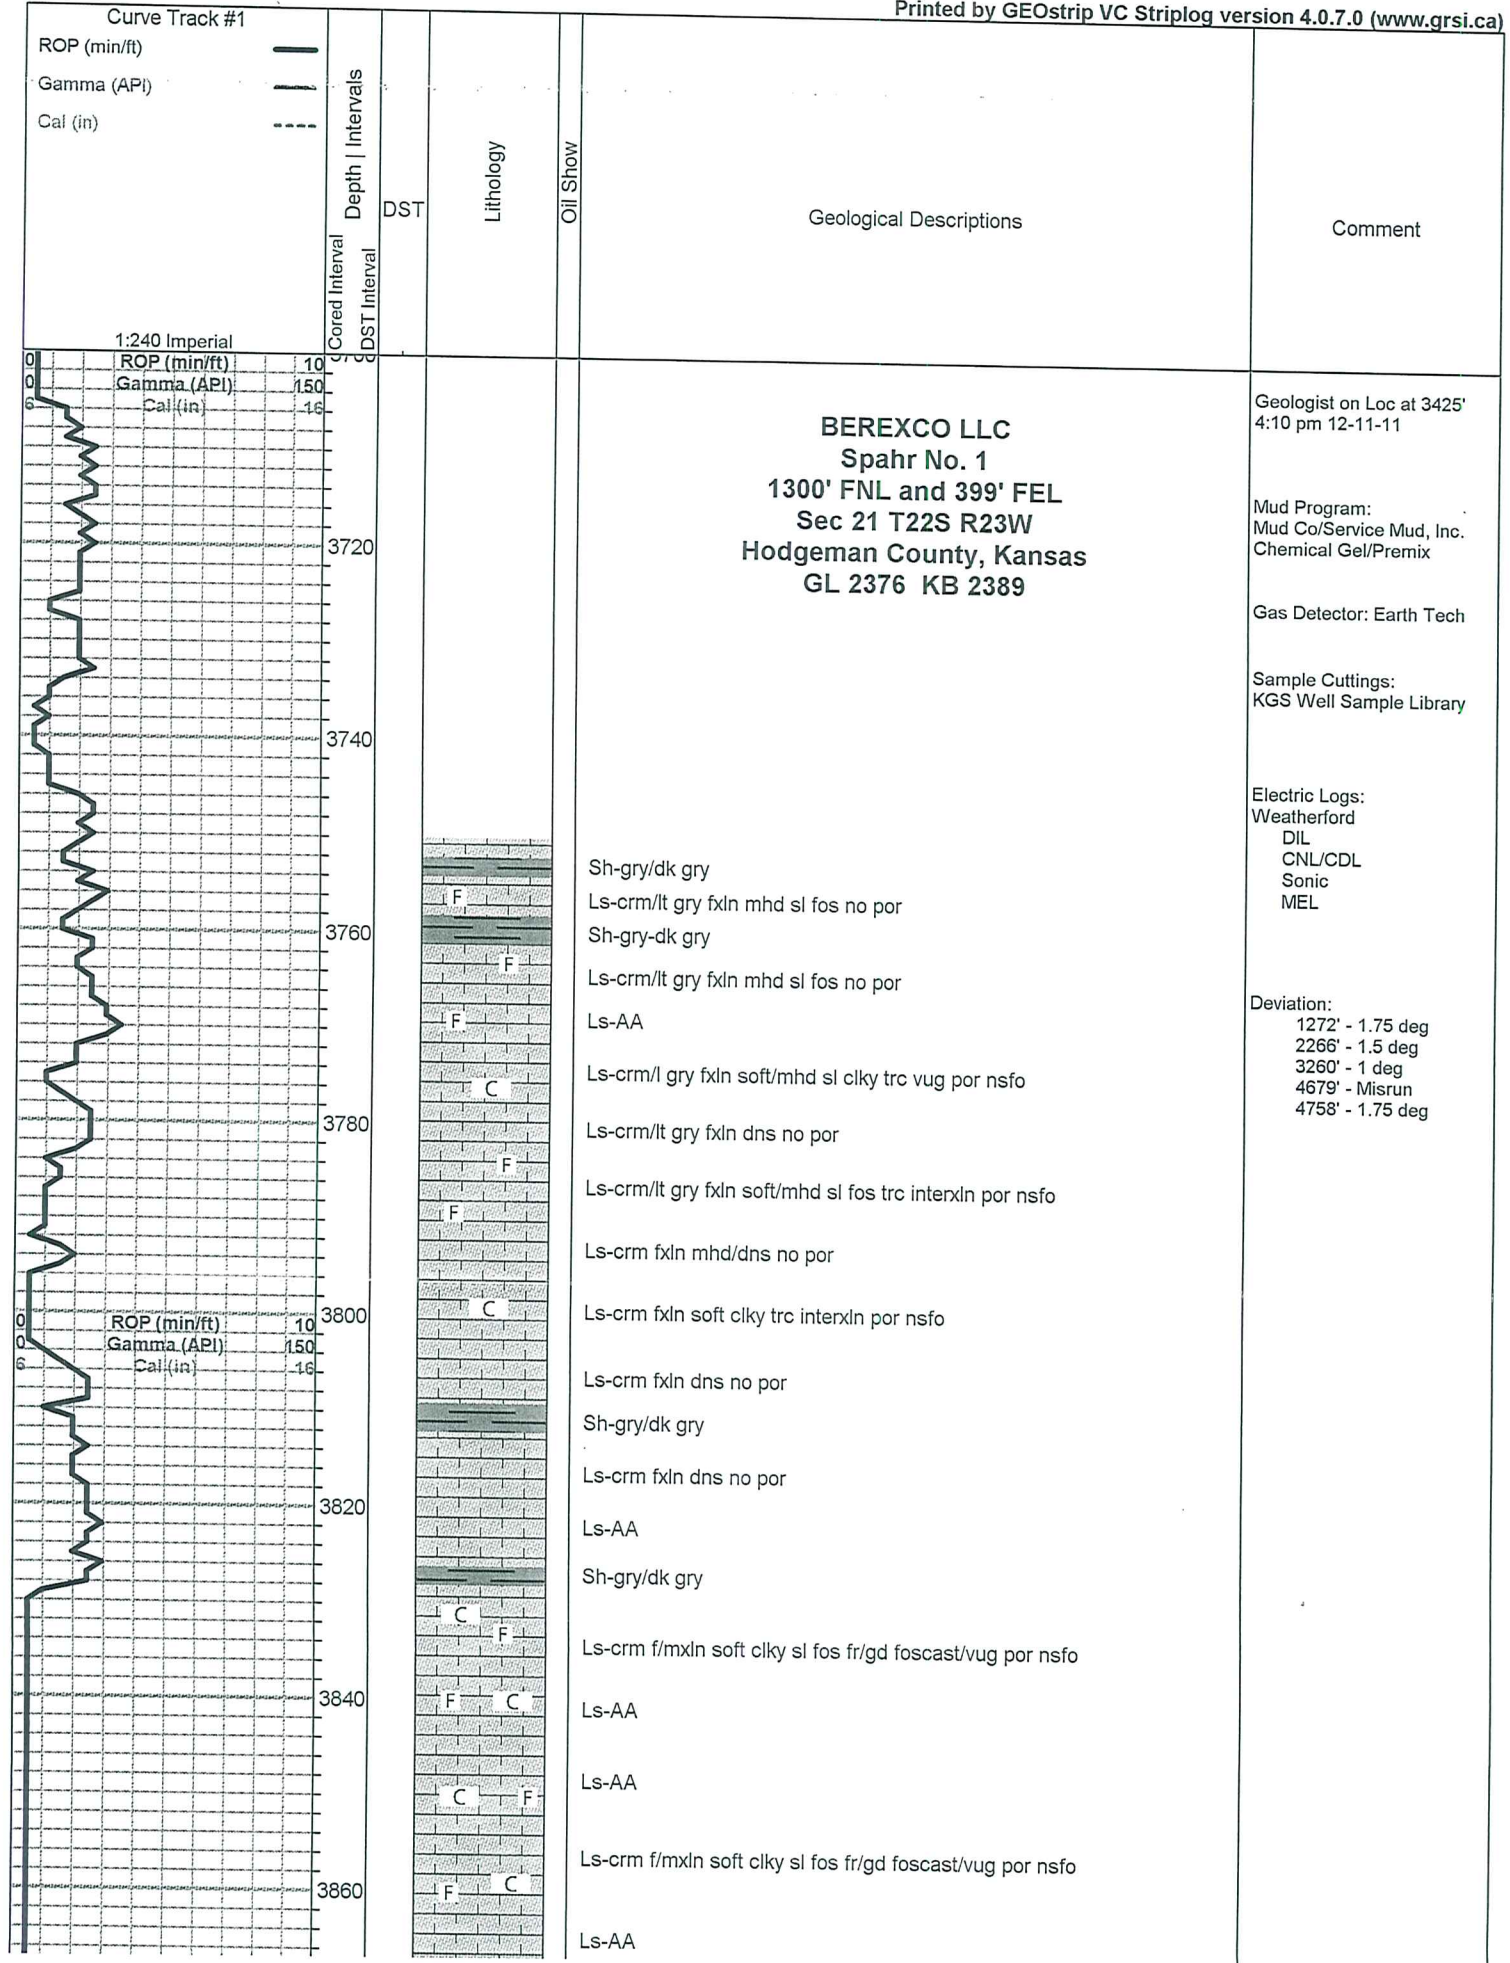 Printed by GEOstrip VC Striplog version 4.0.7.0 (www.grsi.ca)
Curve Track #1
ROP (min/ft)
Gamma (API)
Cal (in)
1:240 Imperial
Depth | Intervals
Cored Interval
DST Interval
DST
Lithology
Oil Show
Geological Descriptions
Comment
0 ROP (min/ft) 10
0 Gamma (API) 150
6 Cal (in) 16
3700
BEREXCO LLC
Spahr No. 1
1300' FNL and 399' FEL
Sec 21 T22S R23W
Hodgeman County, Kansas
GL 2376 KB 2389
Geologist on Loc at 3425'
4:10 pm 12-11-11
Mud Program:
Mud Co/Service Mud, Inc.
Chemical Gel/Premix
Gas Detector: Earth Tech
Sample Cuttings:
KGS Well Sample Library
Electric Logs:
Weatherford
DIL
CNL/CDL
Sonic
MEL
Deviation:
1272' - 1.75 deg
2266' - 1.5 deg
3260' - 1 deg
4679' - Misrun
4758' - 1.75 deg
3720
3740
Sh-gry/dk gry
F
Ls-crm/lt gry fxln mhd sl fos no por
3760
Sh-gry-dk gry
F
Ls-crm/lt gry fxln mhd sl fos no por
F
Ls-AA
C
Ls-crm/l gry fxln soft/mhd sl clky trc vug por nsfo
3780
Ls-crm/lt gry fxln dns no por
F
Ls-crm/lt gry fxln soft/mhd sl fos trc interxln por nsfo
F
Ls-crm fxln mhd/dns no por
C
3800
Ls-crm fxln soft clky trc interxln por nsfo
0 ROP (min/ft) 10
0 Gamma (API) 150
6 Cal (in) 16
Ls-crm fxln dns no por
Sh-gry/dk gry
Ls-crm fxln dns no por
3820
Ls-AA
Sh-gry/dk gry
C
F
Ls-crm f/mxln soft clky sl fos fr/gd foscast/vug por nsfo
3840
F C
Ls-AA
Ls-AA
C F
Ls-crm f/mxln soft clky sl fos fr/gd foscast/vug por nsfo
3860
F C
Ls-AA